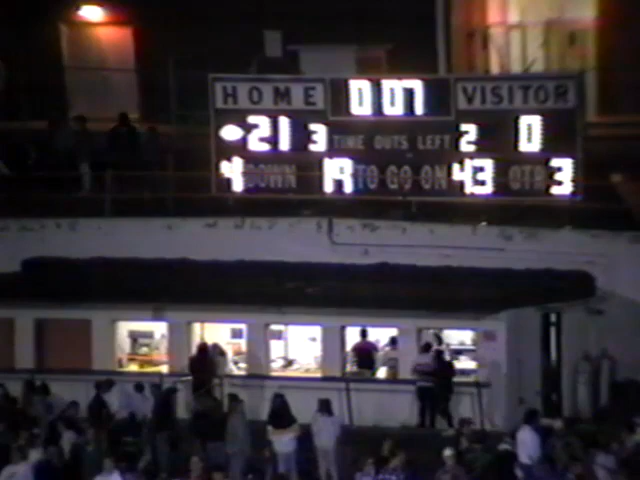 HOME 0 07 VISITOR
21 3 TIME OUTS LEFT 2 0
4 DOWN 19 TO GO ON 43 QTR 3